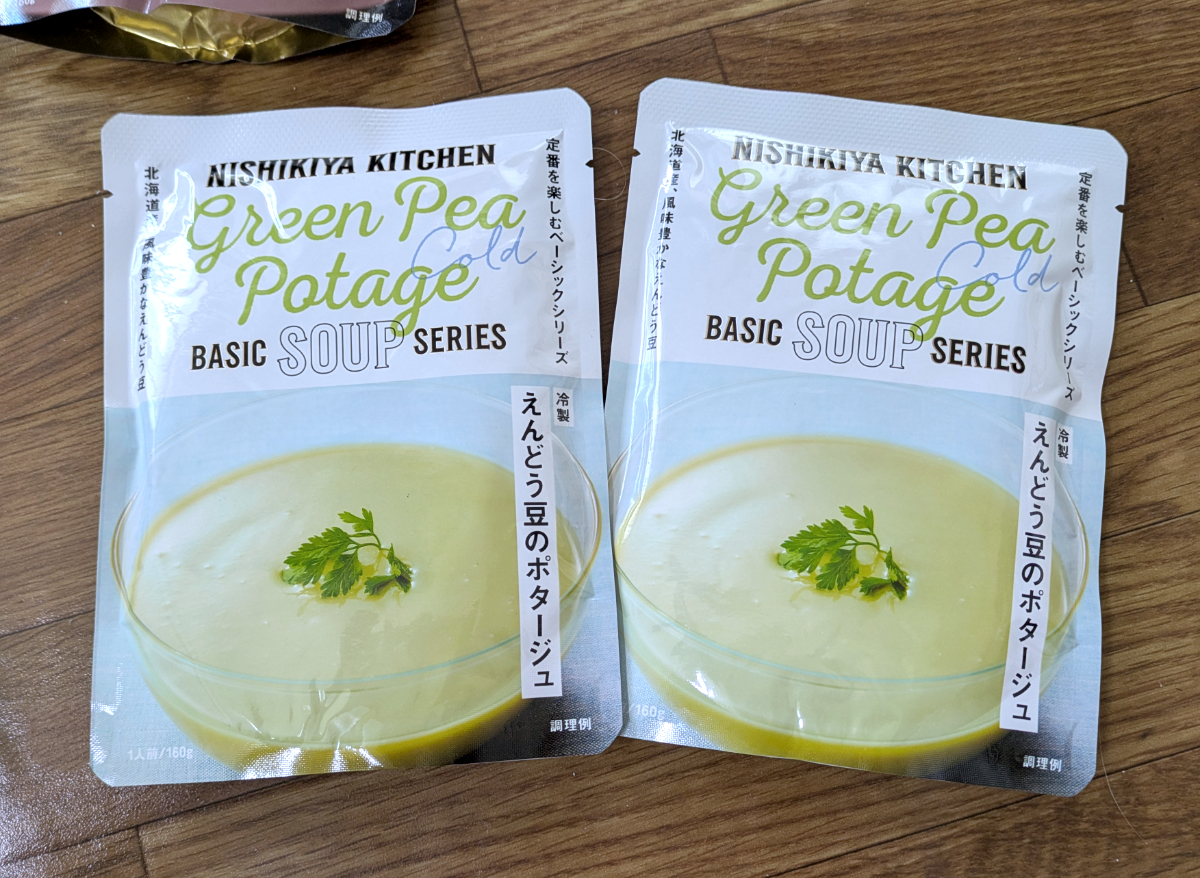 調理例
NISHIKIYA KITCHEN
Green Pea
Potage
Cold
BASIC SOUP SERIES
定番を楽しむベーシックシリーズ
北海道産、風味豊かなえんどう豆
冷製
えんどう豆のポタージュ
1人前/160g
調理例
NISHIKIYA KITCHEN
Green Pea
Potage
Cold
BASIC SOUP SERIES
定番を楽しむベーシックシリーズ
北海道産、風味豊かなえんどう豆
冷製
えんどう豆のポタージュ
/160g
調理例